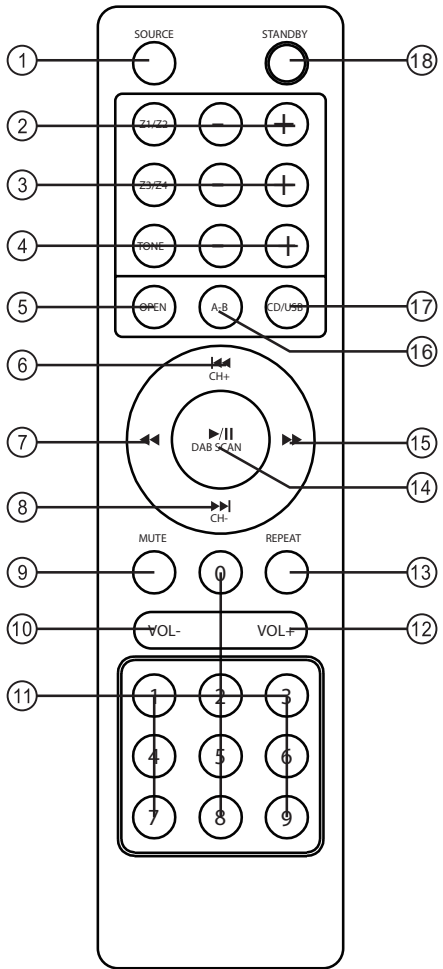 SOURCE STANDBY
1 18
2 Z1/Z2 - +
3 Z3/Z4 - +
4 TONE - +
5 OPEN A-B CD/USB 17
16
6 CH+
7 15
DAB SCAN
14
8 CH-
MUTE REPEAT
9 0 13
10 VOL- VOL+ 12
11 1 2 3
4 5 6
7 8 9